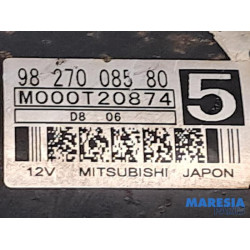 98 270 085 80
5
M000T20874
D8 06
12V MITSUBISHI JAPON
MARESIA